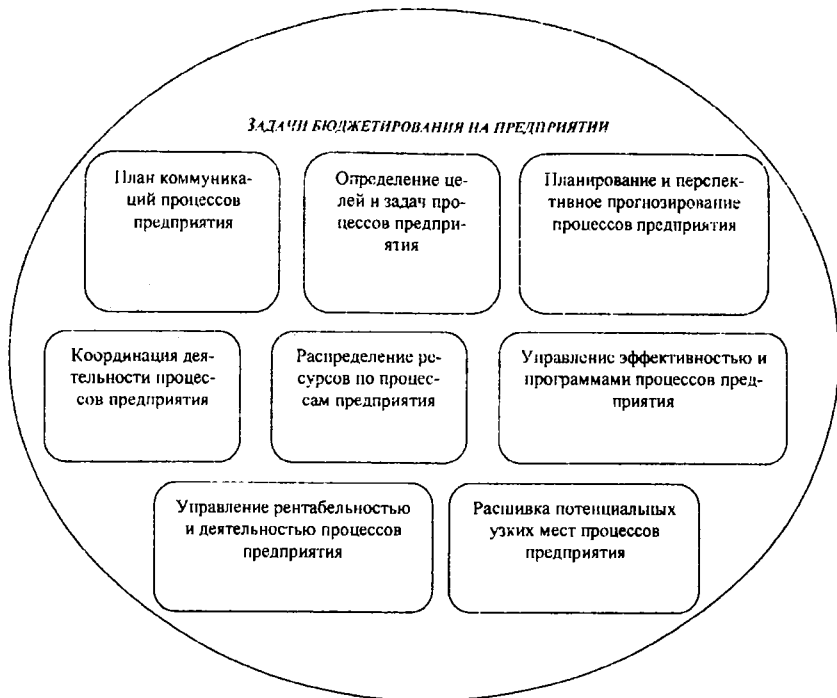 ЗАДАЧИ БЮДЖЕТИРОВАНИЯ НА ПРЕДПРИЯТИИ
План коммуника-
ций процессов
предприятия
Определение це-
лей и задач про-
цессов предпри-
ятия
Планирование и перспек-
тивное прогнозирование
процессов предприятия
Координация дея-
тельности процес-
сов предприятия
Распределение ре-
сурсов по процес-
сам предприятия
Управление эффективностью и
программами процессов пред-
приятия
Управление рентабельностью
и деятельностью процессов
предприятия
Расшивка потенциальных
узких мест процессов
предприятия